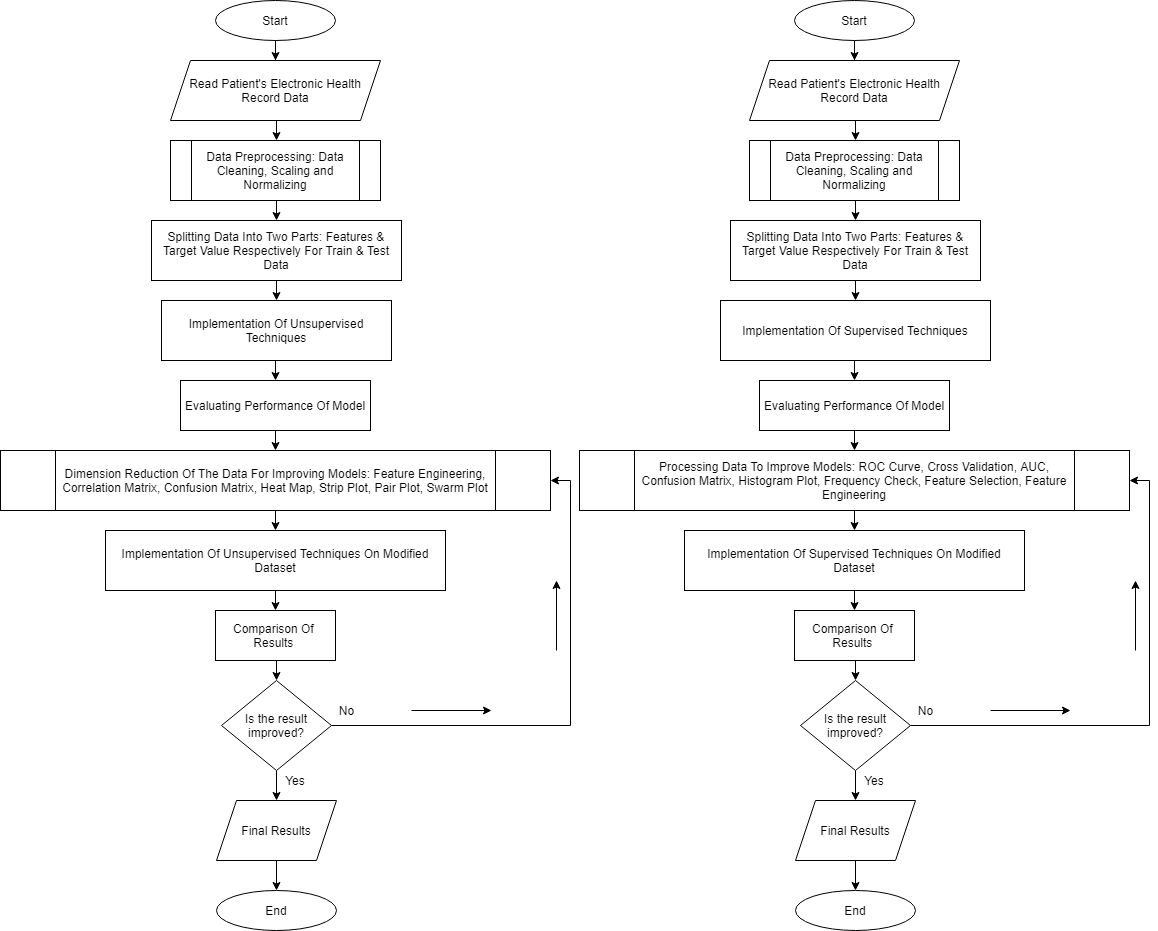 Start
Read Patient's Electronic Health
Record Data
Data Preprocessing: Data
Cleaning, Scaling and
Normalizing
Splitting Data Into Two Parts: Features &
Target Value Respectively For Train & Test
Data
Implementation Of Unsupervised
Techniques
Evaluating Performance Of Model
Dimension Reduction Of The Data For Improving Models: Feature Engineering,
Correlation Matrix, Confusion Matrix, Heat Map, Strip Plot, Pair Plot, Swarm Plot
Implementation Of Unsupervised Techniques On Modified
Dataset
Comparison Of
Results
Is the result
improved?
No
Yes
Final Results
End
Start
Read Patient's Electronic Health
Record Data
Data Preprocessing: Data
Cleaning, Scaling and
Normalizing
Splitting Data Into Two Parts: Features &
Target Value Respectively For Train & Test
Data
Implementation Of Supervised Techniques
Evaluating Performance Of Model
Processing Data To Improve Models: ROC Curve, Cross Validation, AUC,
Confusion Matrix, Histogram Plot, Frequency Check, Feature Selection, Feature
Engineering
Implementation Of Supervised Techniques On Modified
Dataset
Comparison Of
Results
Is the result
improved?
No
Yes
Final Results
End